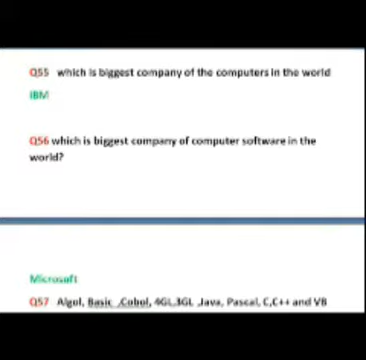 Q55 which is biggest company of the computers in the world
IBM
Q56 which is biggest company of computer software in the
world?
Microsoft
Q57 Algol, Basic ,Cobol, 4GL,3GL ,Java, Pascal, C,C++ and VB